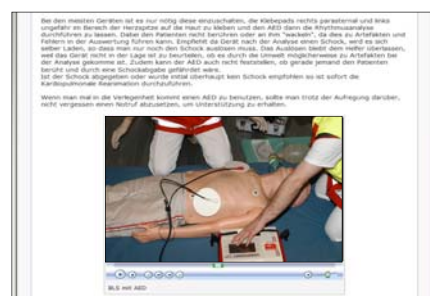 Bei den meisten Geräten ist es nur nötig diese einzuschalten, die Klebepads rechts parasternal und links
ungefähr im Bereich der Herzspitze auf die Haut zu kleben und den AED dann die Rhythmusanalyse
durchführen zu lassen. Dabei den Patienten nicht berühren oder an ihm "wackeln", da dies zu Artefakten und
Fehlern in der Auswertung führen kann. Empfiehlt da Gerät nach der Analyse einen Schock, wird es sich
selber Laden, so dass man nur noch den Schock auslösen muss. Das Auslösen bleibt dem Helfer überlassen,
weil das Gerät nicht in der Lage ist zu beurteilen, ob es durch die Umwelt möglicherweise zu Artefakten bei
der Analyse gekomme ist. Zudem kann der AED auch nicht feststellen, ob gerade jemand den Patienten
berüht und durch eine Schockabgabe gefährdet wäre.
Ist der Schock abgegeben oder wurde initial überhaupt kein Schock empfohlen so ist sofort die
Kardiopulmonale Reanimation durchzuführen.
Wenn man mal in die Verlegenheit kommt einen AED zu benutzen, sollte man trotz der Aufregung darüber,
nicht vergessen einen Notruf abzusetzen, um Unterstützung zu erhalten.
BLS mit AED